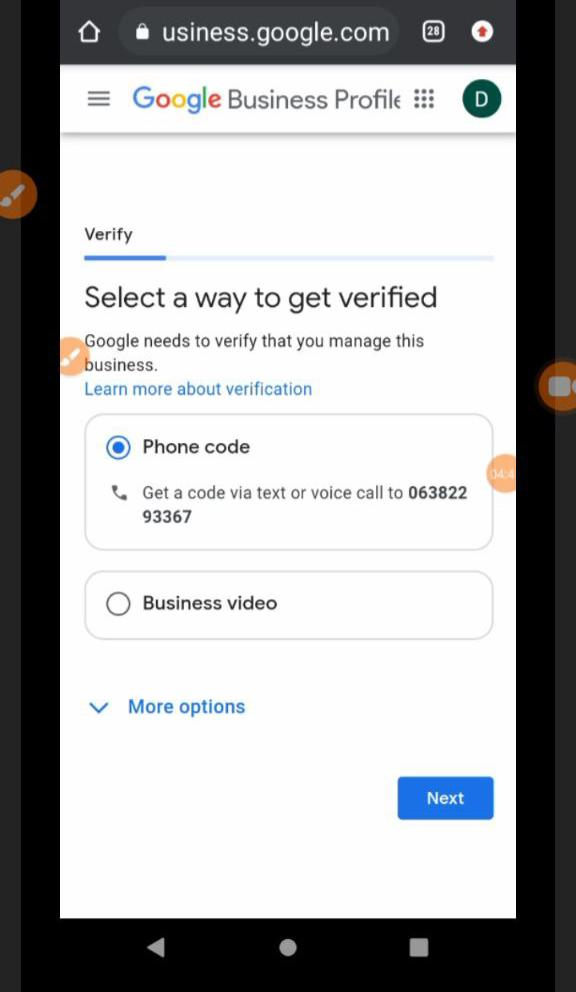 usiness.google.com 28
Google Business Profile D
Verify
Select a way to get verified
Google needs to verify that you manage this
business.
Learn more about verification
Phone code
04:4
Get a code via text or voice call to 063822
93367
Business video
More options
Next